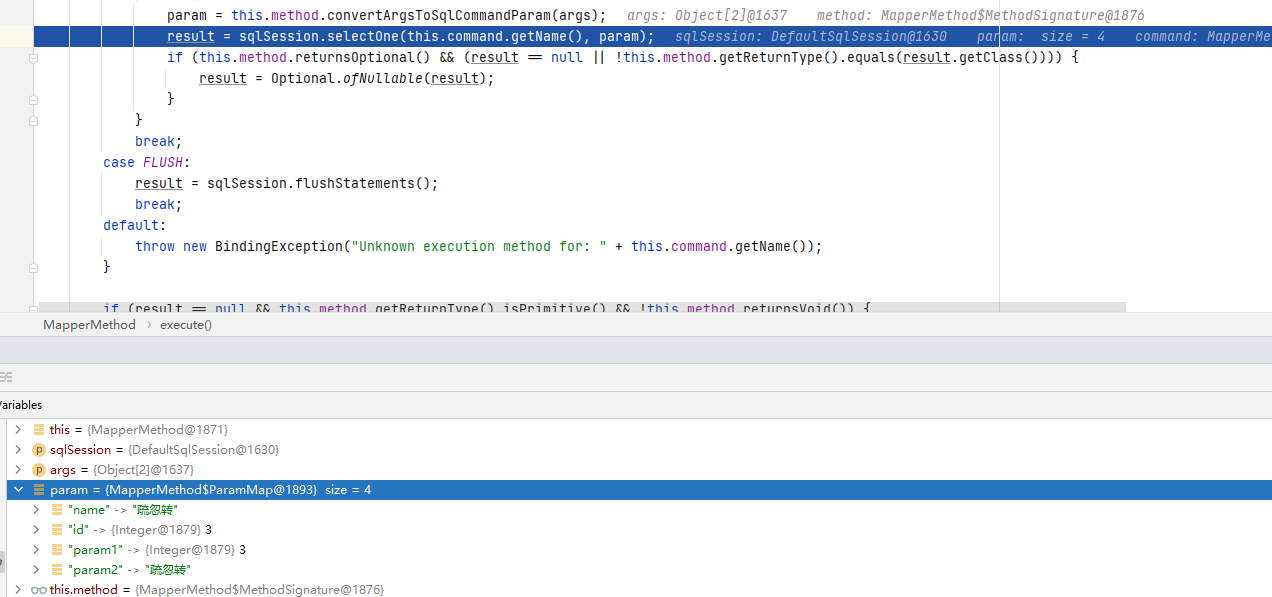 param = this.method.convertArgsToSqlCommandParam(args);   args: Object[2]@1637    method: MapperMethod$MethodSignature@1876
result = sqlSession.selectOne(this.command.getName(), param);   sqlSession: DefaultSqlSession@1630    param:  size = 4    command: MapperMe
if (this.method.returnsOptional() && (result == null || !this.method.getReturnType().equals(result.getClass()))) {
result = Optional.ofNullable(result);
}
}
break;
case FLUSH:
result = sqlSession.flushStatements();
break;
default:
throw new BindingException("Unknown execution method for: " + this.command.getName());
}
if (result == null && this.method.getReturnType().isPrimitive() && !this.method.returnsVoid()) {
MapperMethod › execute()
Variables
this = {MapperMethod@1871}
p sqlSession = {DefaultSqlSession@1630}
p args = {Object[2]@1637}
param = {MapperMethod$ParamMap@1893}  size = 4
"name" -> "疏忽转"
"id" -> {Integer@1879} 3
"param1" -> {Integer@1879} 3
"param2" -> "疏忽转"
this.method = {MapperMethod$MethodSignature@1876}